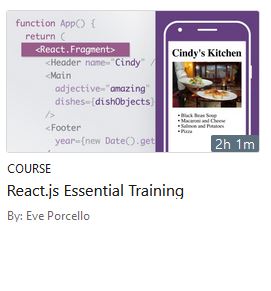 function App() {
return (
<React.Fragment>
<Header name="Cindy" /
<Main
adjective="amazing"
dishes={dishObjects}
/>
<Footer
year={new Date().get
/>
Cindy's Kitchen
• Black Bean Soup
• Macaroni and Cheese
• Salmon and Potatoes
• Pizza
2h 1m
COURSE
React.js Essential Training
By: Eve Porcello